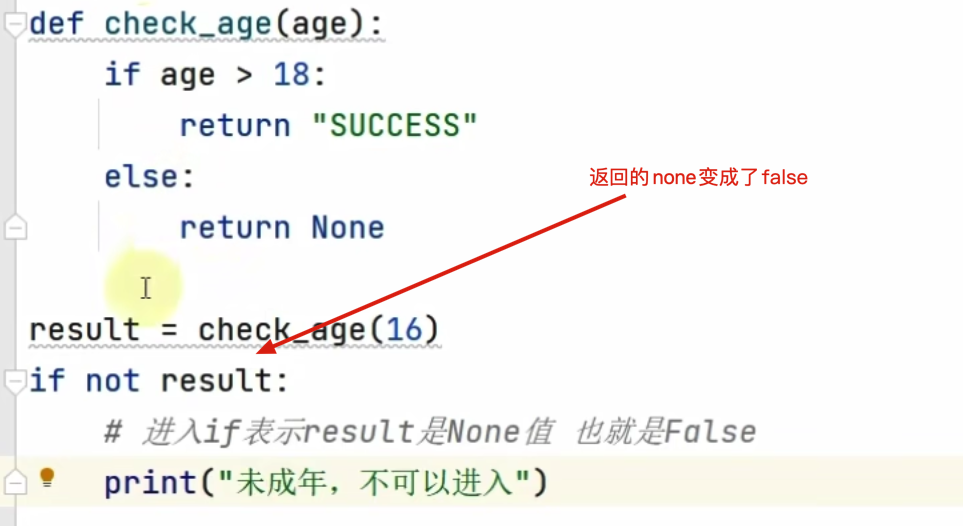 def check_age(age):
    if age > 18:
        return "SUCCESS"
    else:
返回的none变成了false
        return None
result = check_age(16)
if not result:
    # 进入if表示result是None值 也就是False
    print("未成年，不可以进入")